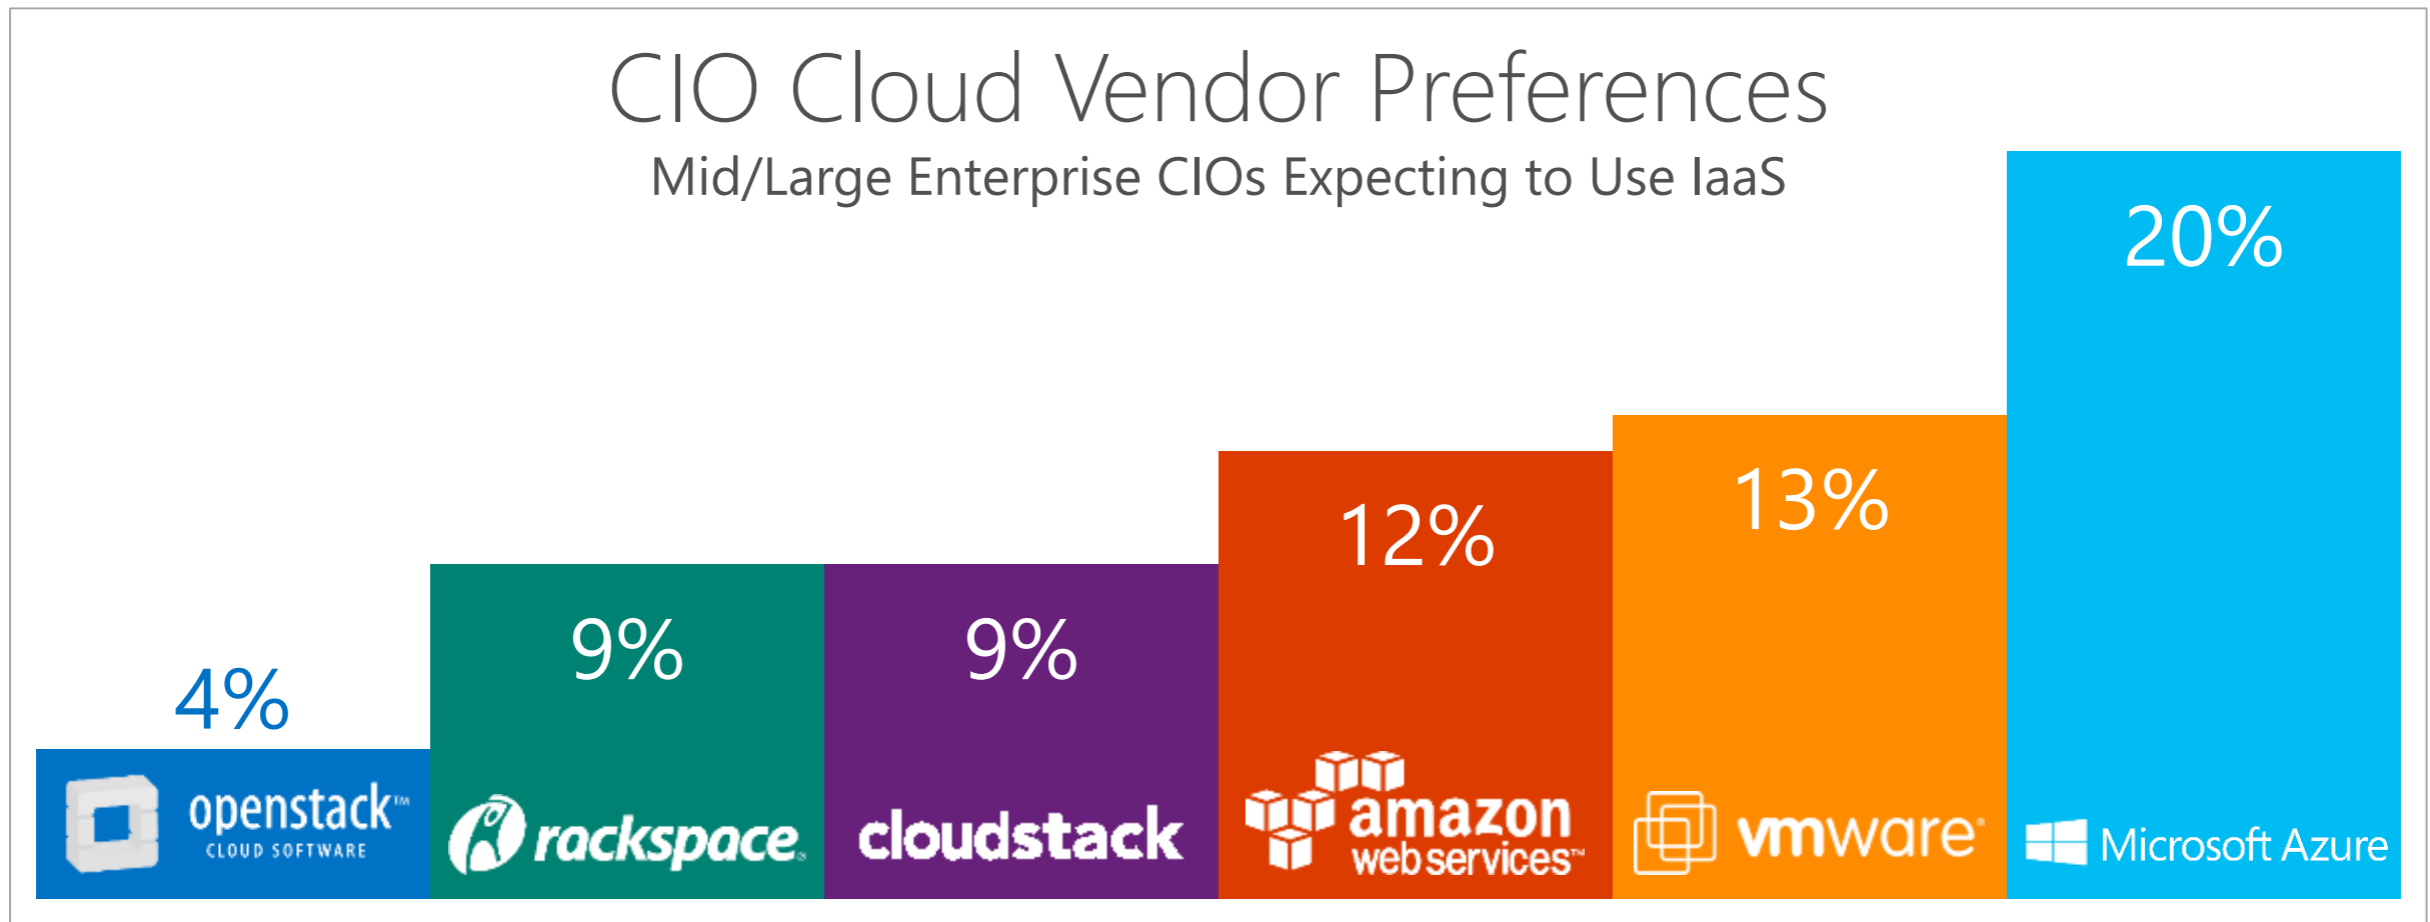 CIO Cloud Vendor Preferences
Mid/Large Enterprise CIOs Expecting to Use IaaS
4%
openstack™
CLOUD SOFTWARE
9%
rackspace®
9%
cloudstack
12%
amazon
web services™
13%
vmware®
20%
Microsoft Azure